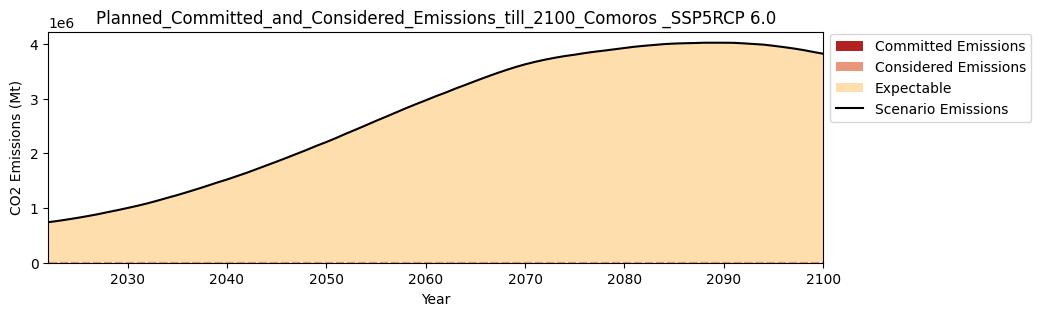 Planned_Committed_and_Considered_Emissions_till_2100_Comoros _SSP5RCP 6.0
1e6
4
3
2
1
0
CO2 Emissions (Mt)
2030 2040 2050 2060 2070 2080 2090 2100
Year
Committed Emissions
Considered Emissions
Expectable
Scenario Emissions